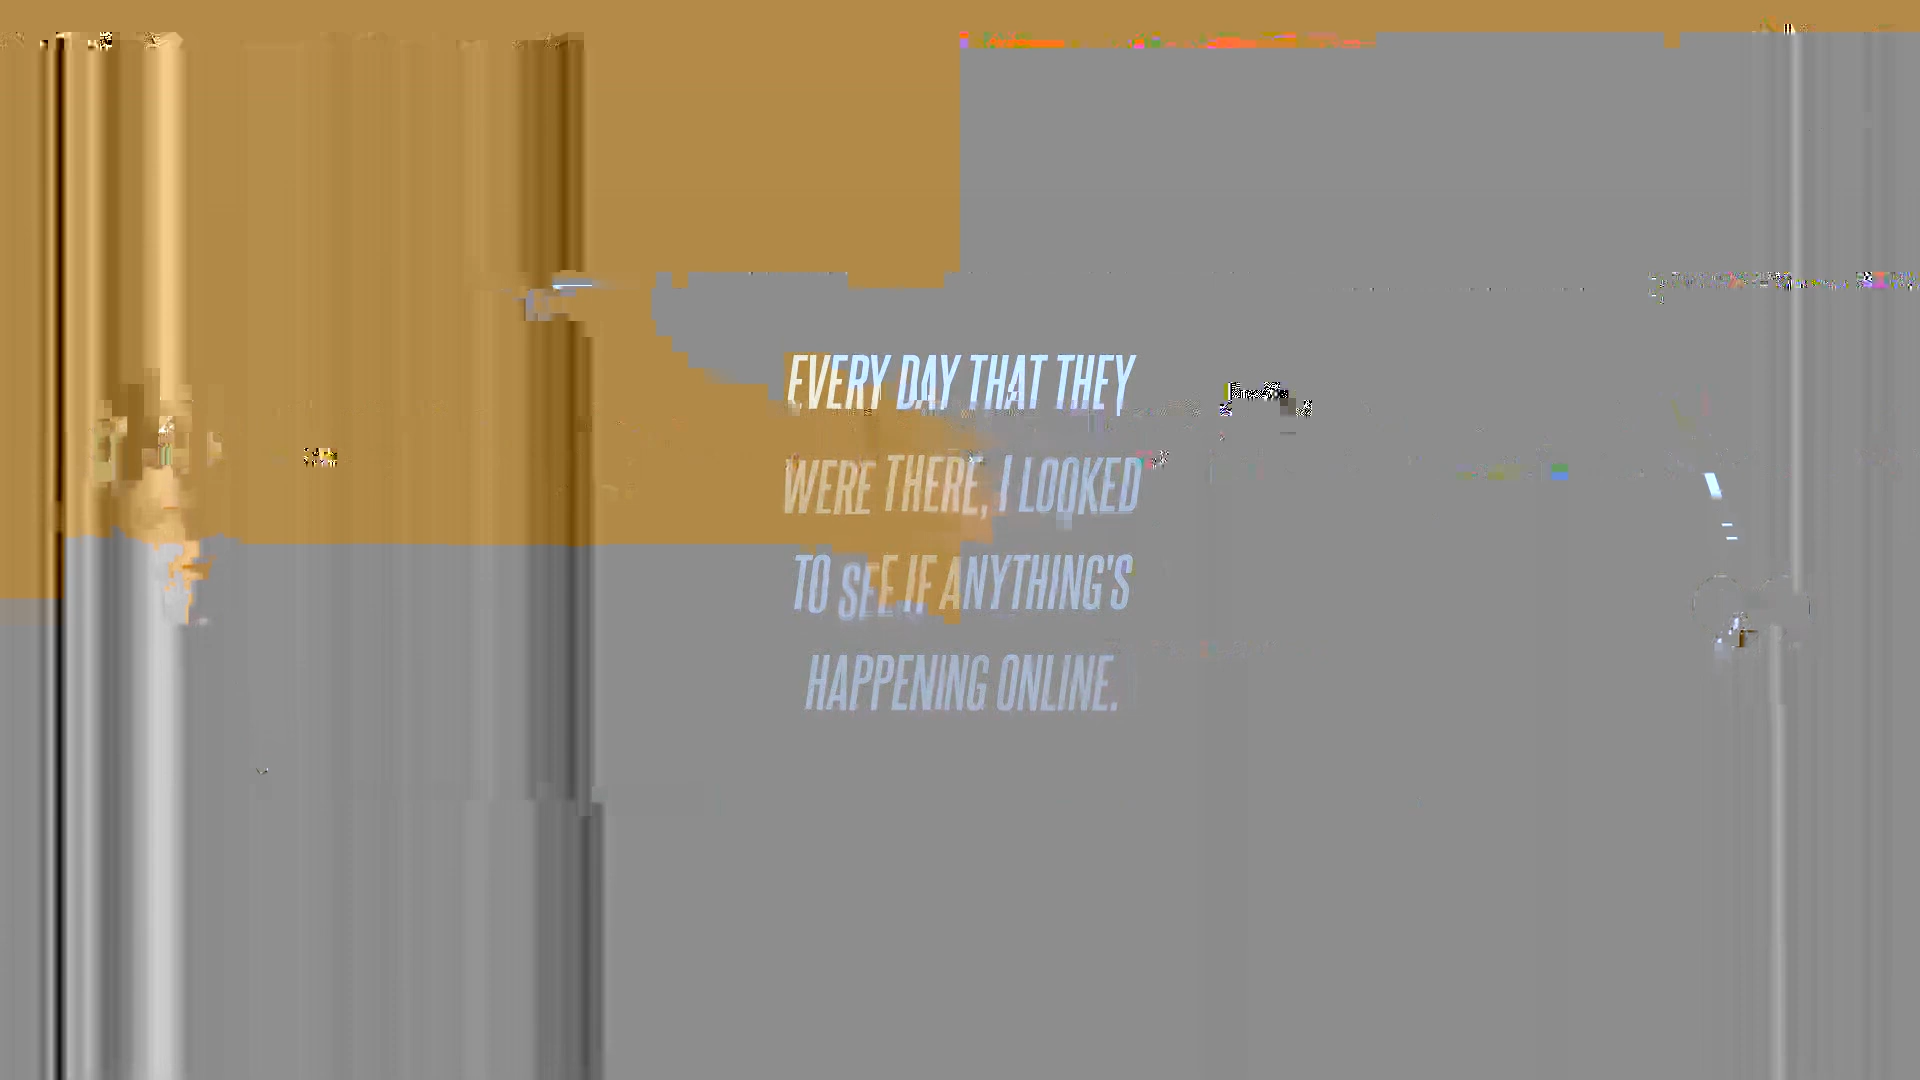 EVERY DAY THAT THEY
WERE THERE, I LOOKED
TO SEE IF ANYTHING'S
HAPPENING ONLINE.